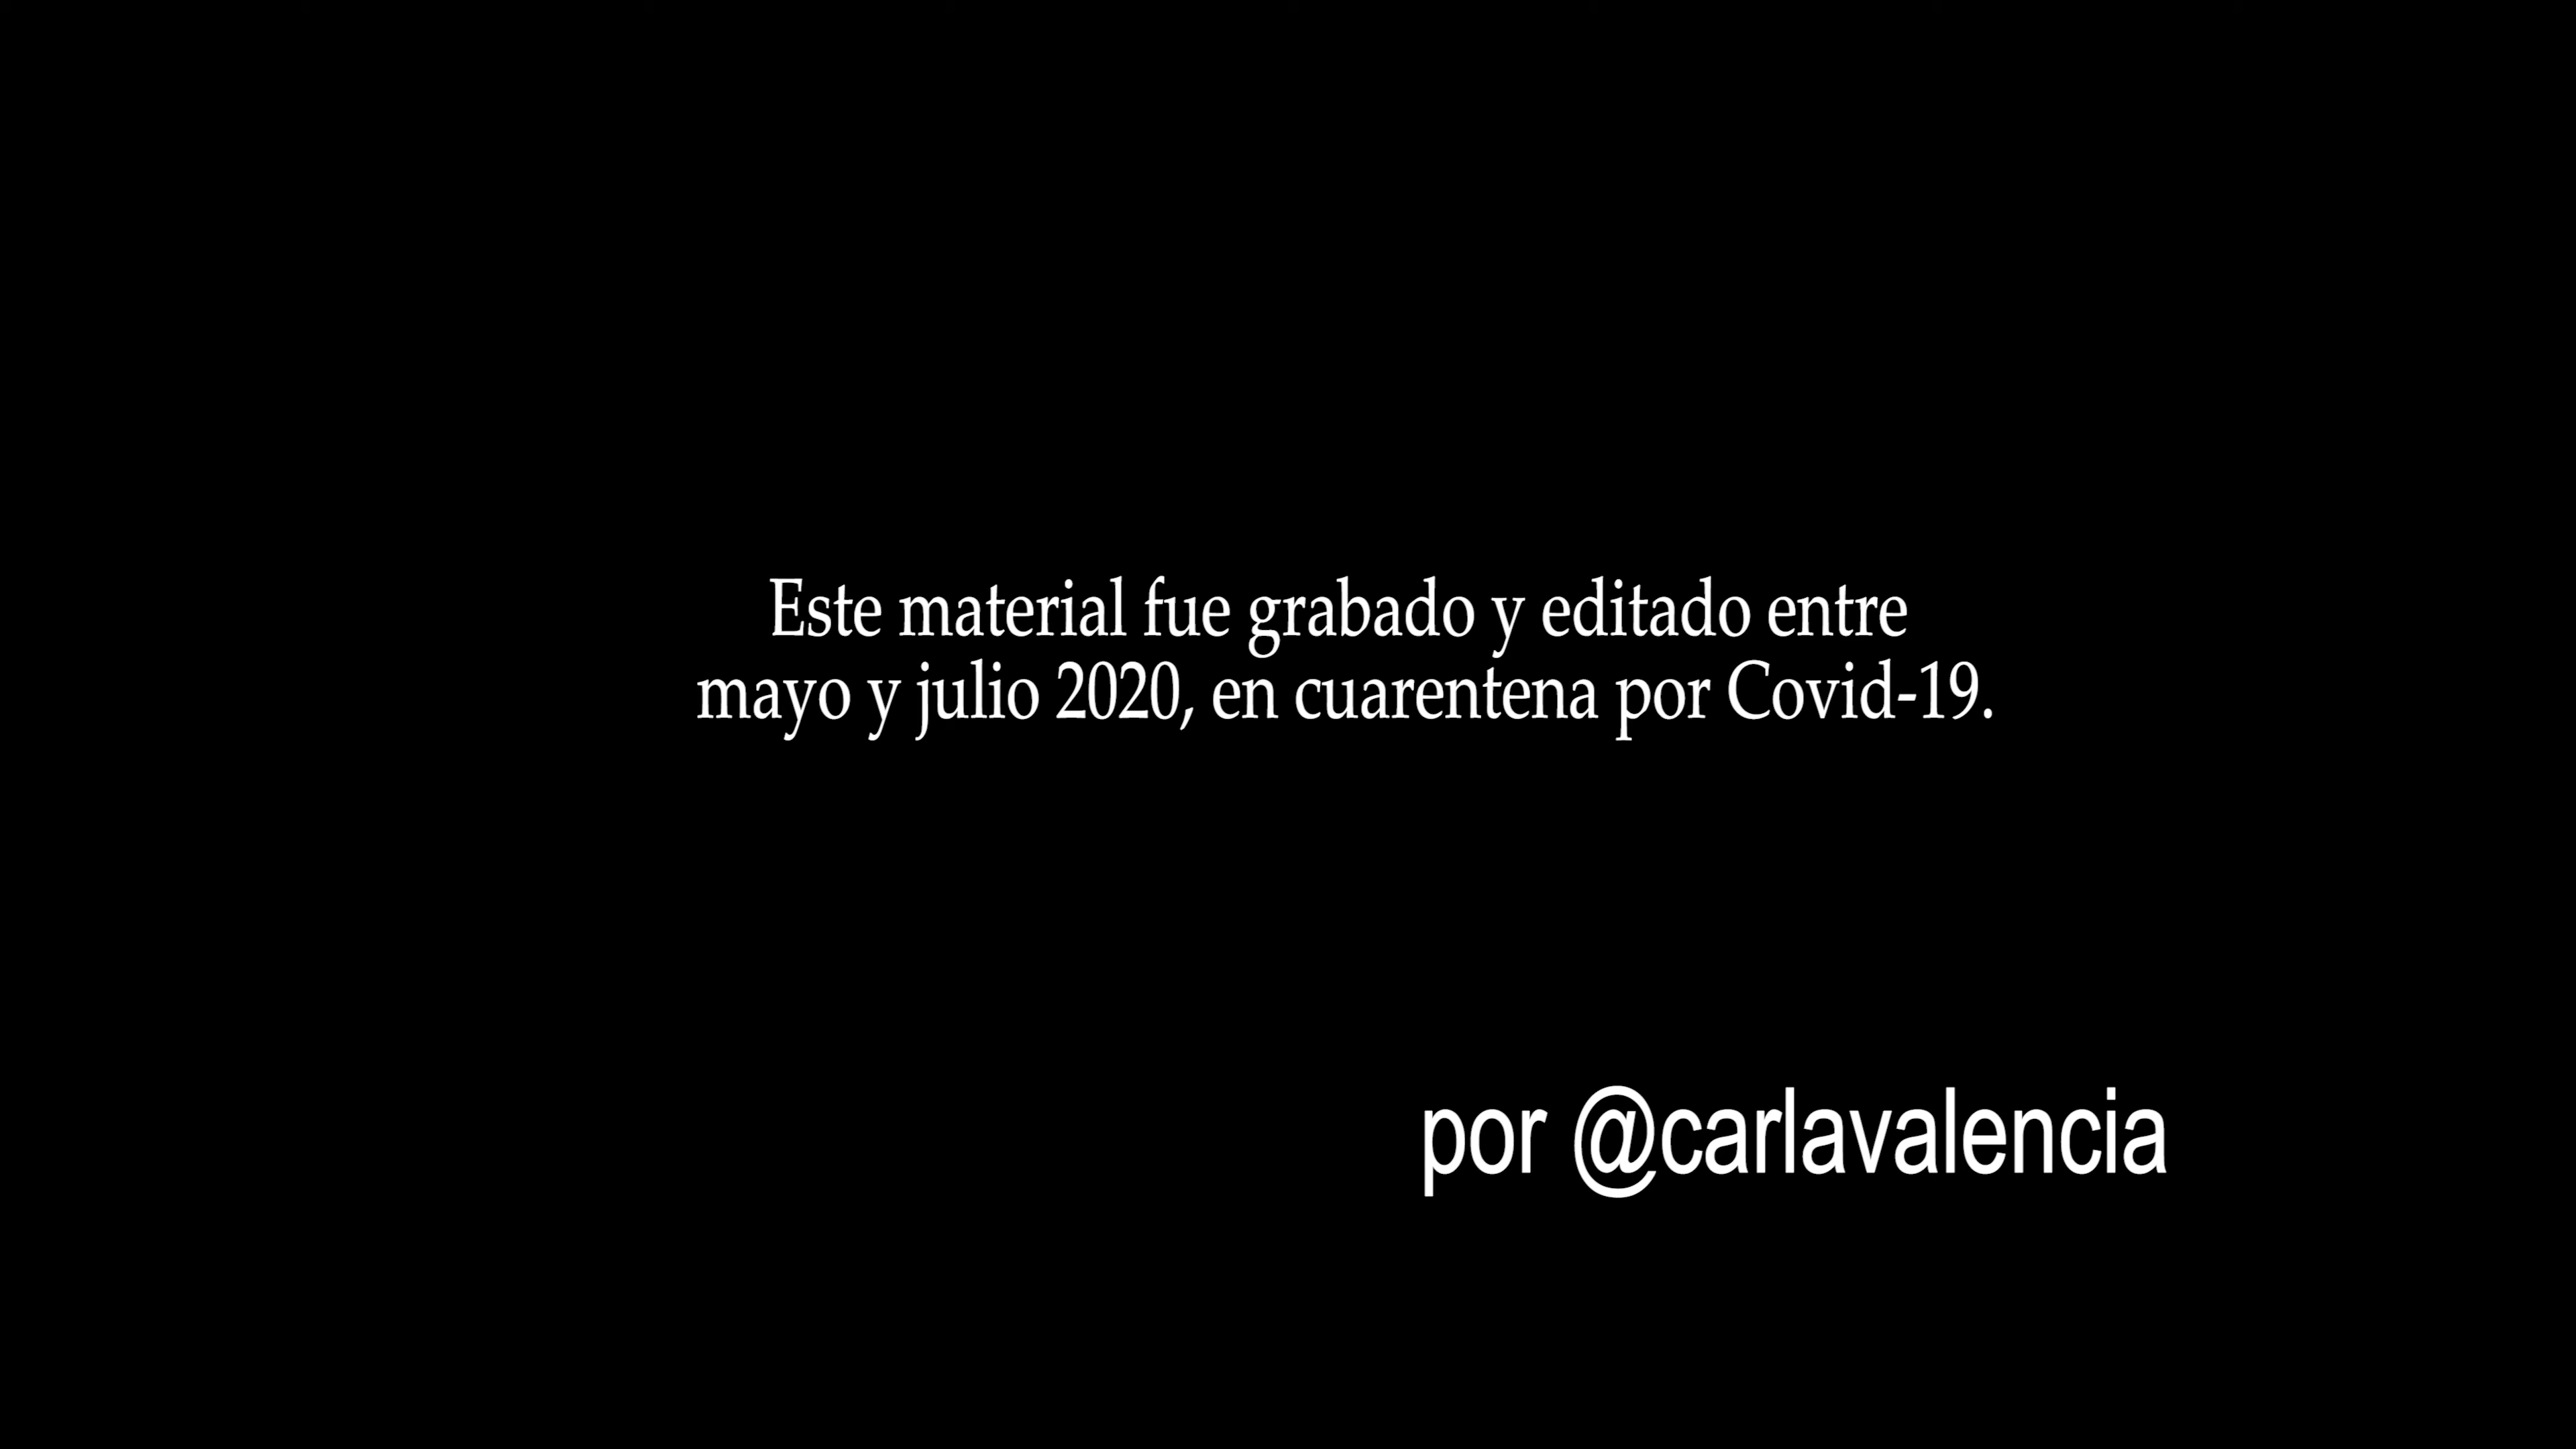 Este material fue grabado y editado entre
mayo y julio 2020, en cuarentena por Covid-19.
por @carlavalencia